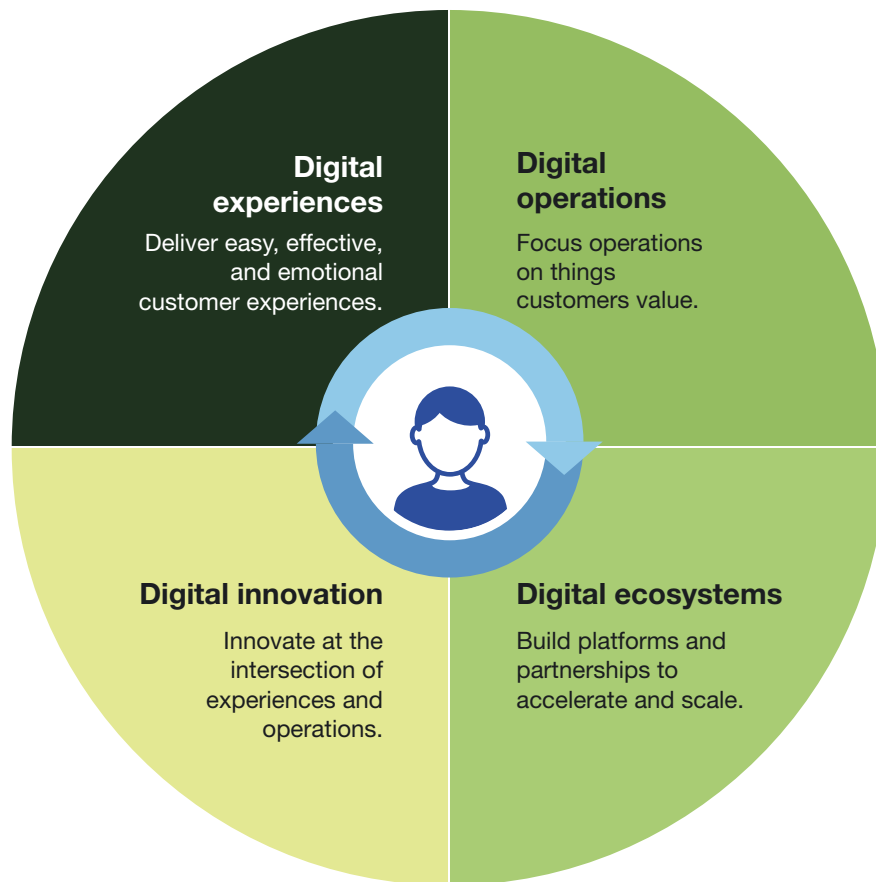 Digital
experiences
Deliver easy, effective,
and emotional
customer experiences.
Digital
operations
Focus operations
on things
customers value.
Digital innovation
Innovate at the
intersection of
experiences and
operations.
Digital ecosystems
Build platforms and
partnerships to
accelerate and scale.